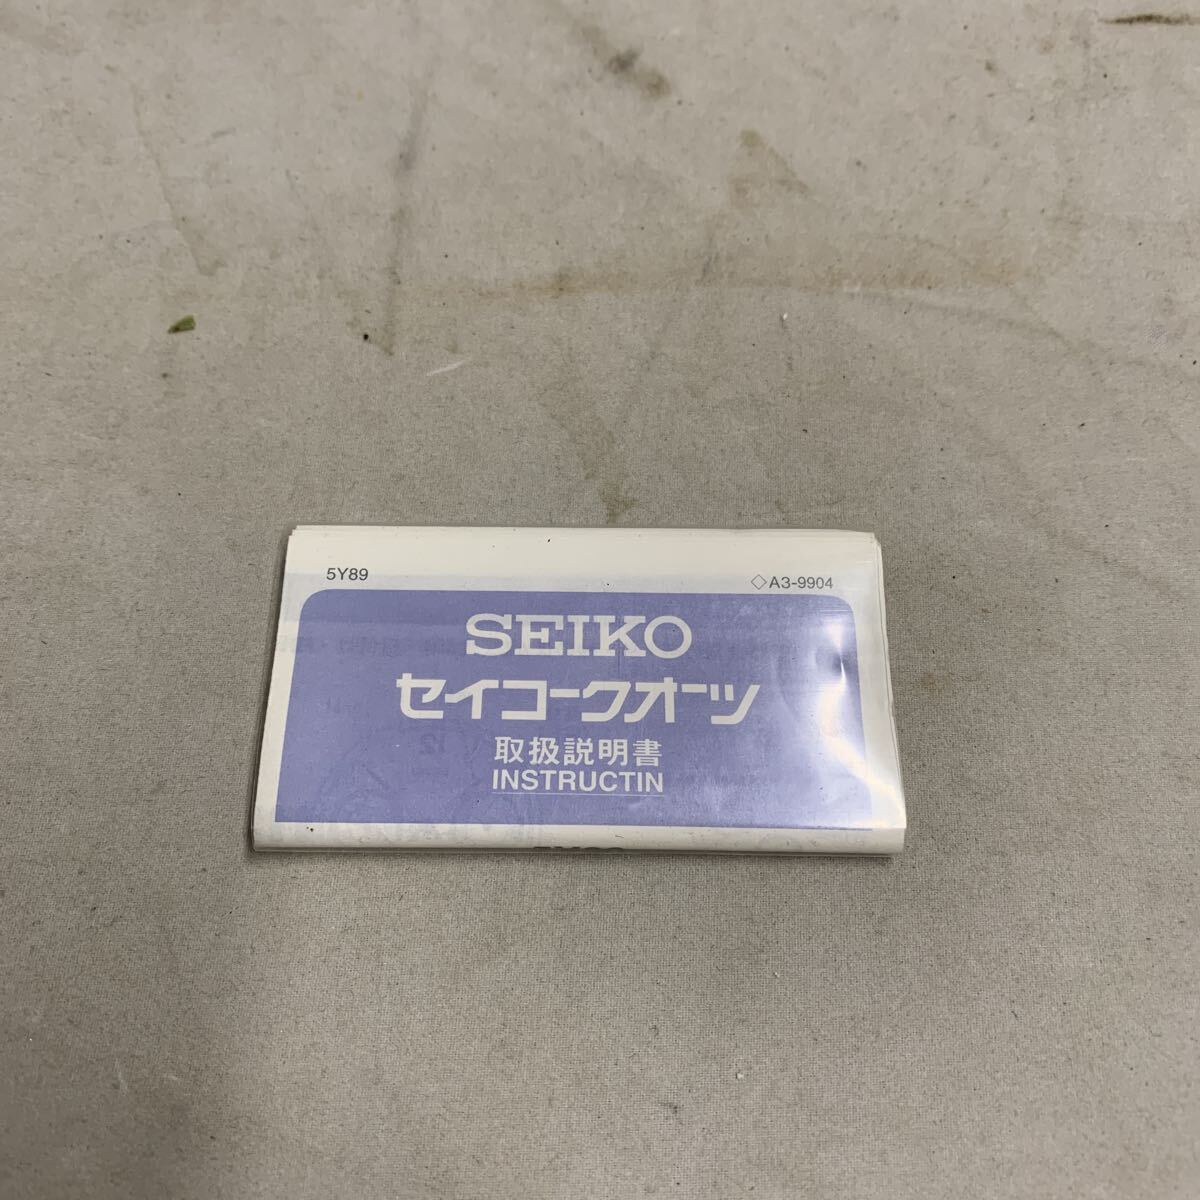 5Y89
◇A3-9904
SEIKO
セイコークオーツ
取扱説明書
INSTRUCTIN